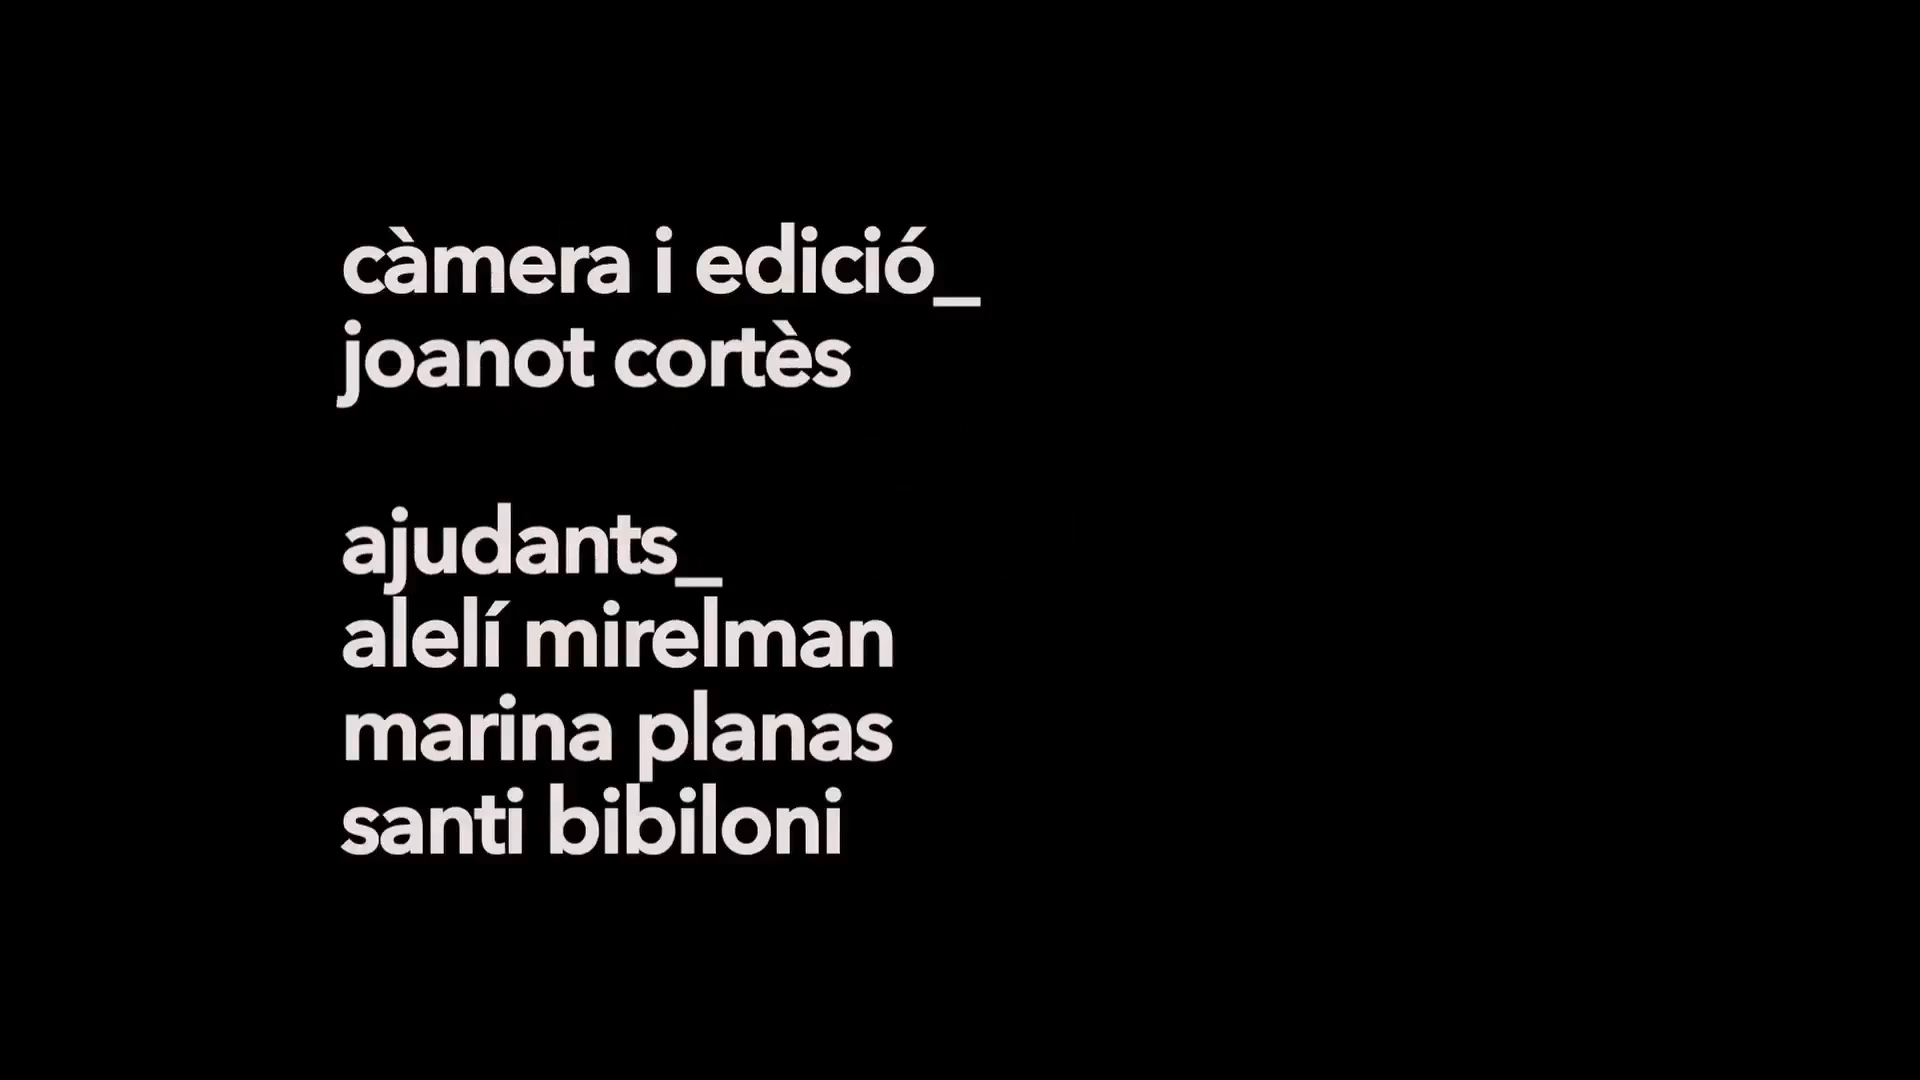 càmera i edició_
joanot cortès
ajudants_
alelí mirelman
marina planas
santi bibiloni